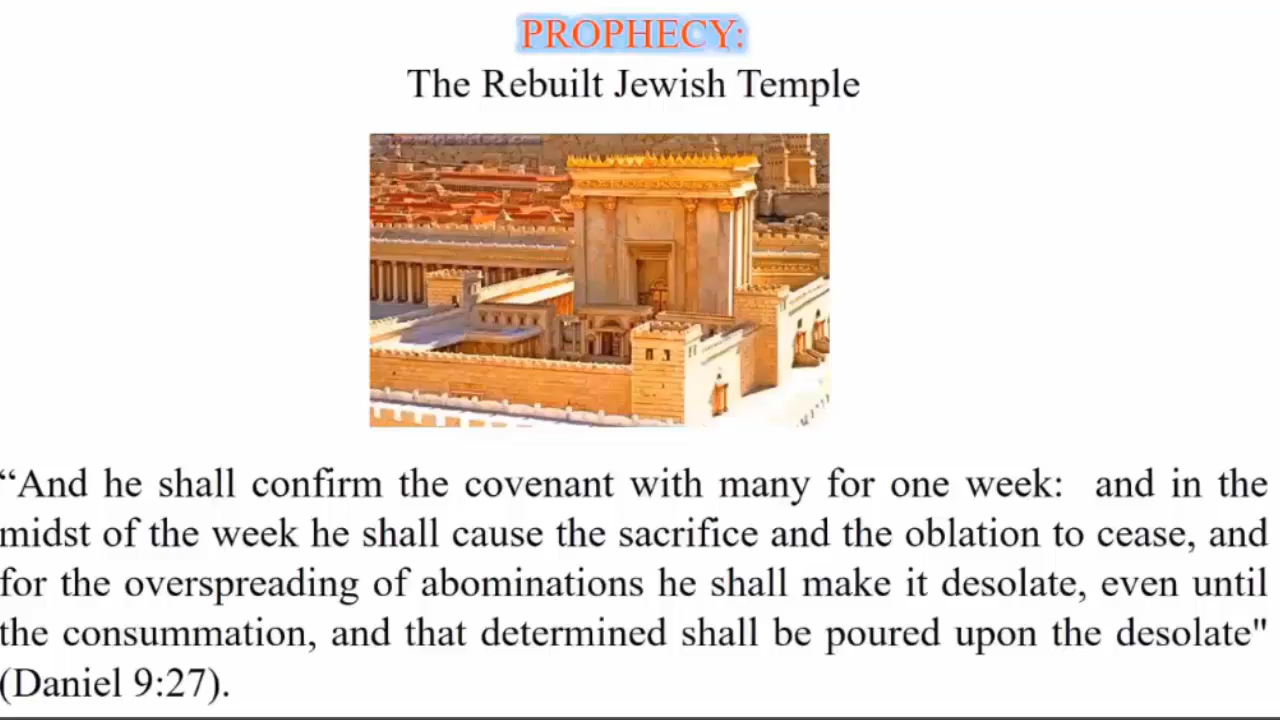 PROPHECY:
The Rebuilt Jewish Temple
“And he shall confirm the covenant with many for one week:  and in the
midst of the week he shall cause the sacrifice and the oblation to cease, and
for the overspreading of abominations he shall make it desolate, even until
the consummation, and that determined shall be poured upon the desolate"
(Daniel 9:27).